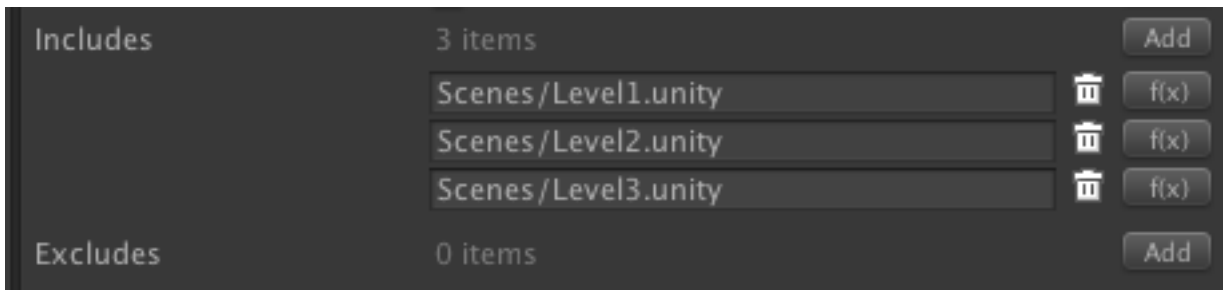 Includes 3 items Add
Scenes/Level1.unity f(x)
Scenes/Level2.unity f(x)
Scenes/Level3.unity f(x)
Excludes 0 items Add